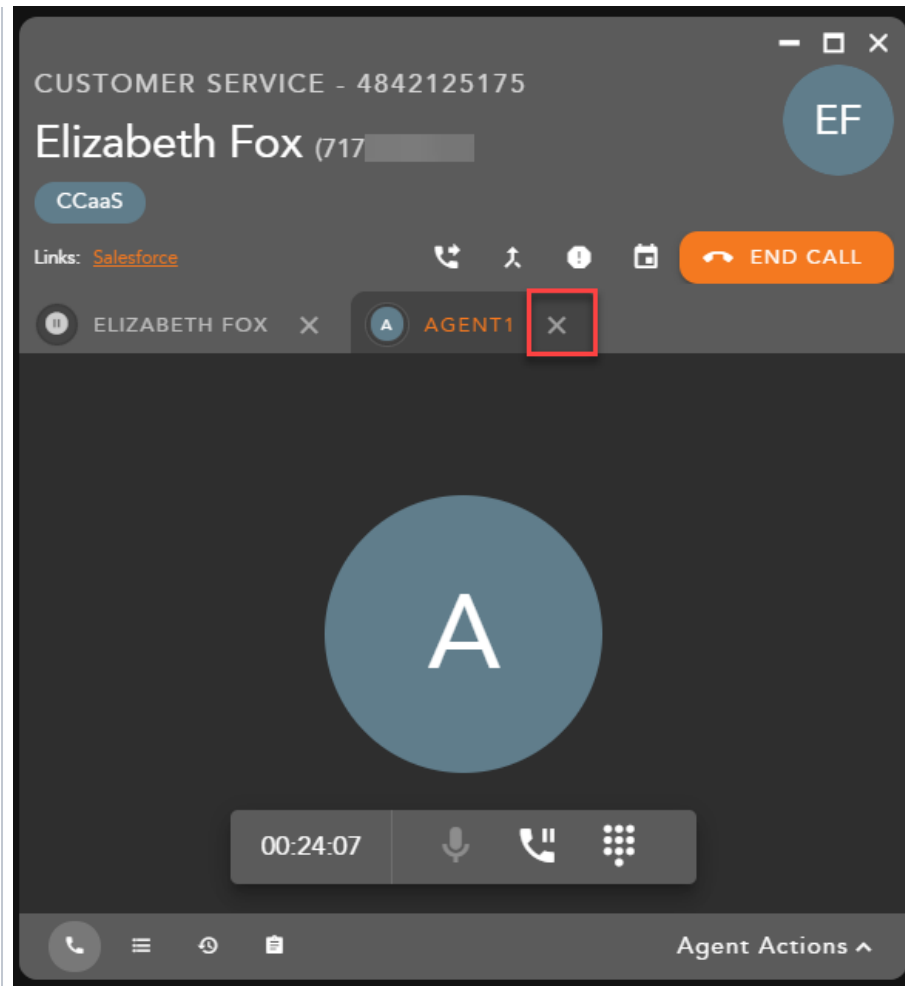 CUSTOMER SERVICE - 4842125175
Elizabeth Fox (717
EF
CCaaS
Links: Salesforce
END CALL
ELIZABETH FOX
A AGENT1
A
00:24:07
Agent Actions